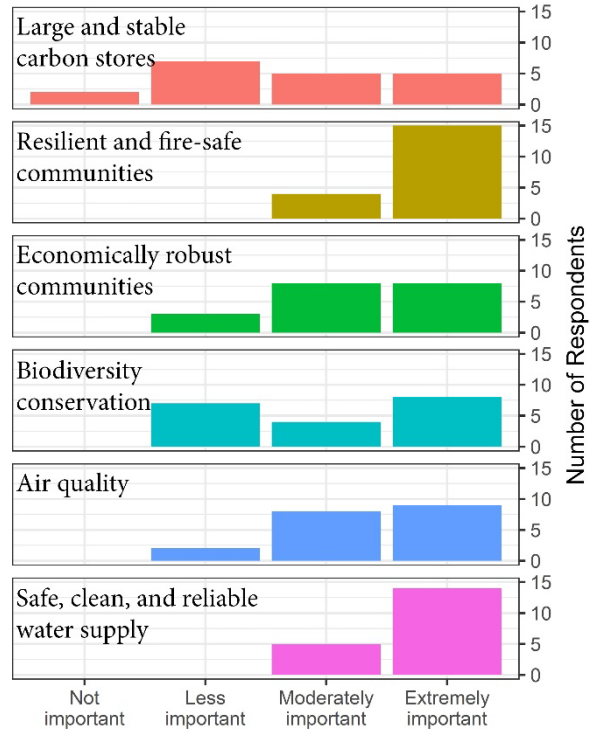 Large and stable
carbon stores
15
10
5
0
Resilient and fire-safe
communities
15
10
5
0
Economically robust
communities
15
10
5
0
Biodiversity
conservation
15
10
5
0
Air quality
15
10
5
0
Safe, clean, and reliable
water supply
15
10
5
0
Number of Respondents
Not
important
Less
important
Moderately
important
Extremely
important